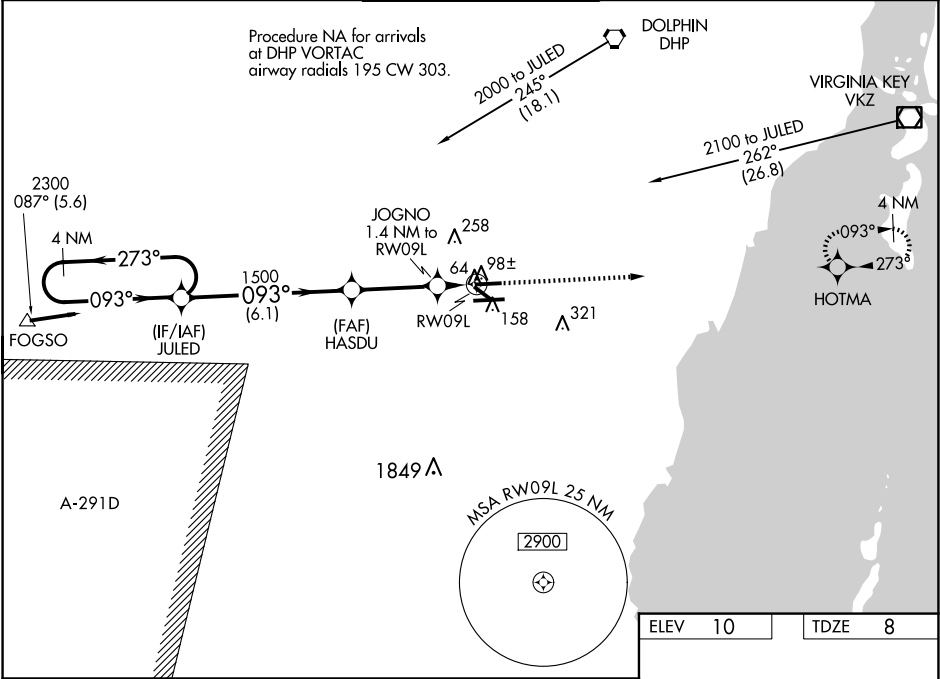 Procedure NA for arrivals
at DHP VORTAC
airway radials 195 CW 303.
DOLPHIN
DHP
2000 to JULED
245°
(18.1)
VIRGINIA KEY
VKZ
2100 to JULED
262°
(26.8)
2300
087° (5.6)
4 NM
273°
093°
FOGSO
(IF/IAF)
JULED
1500
093°
(6.1)
(FAF)
HASDU
JOGNO
1.4 NM to
RW09L
258
64
98±
RW09L
158
321
4 NM
093°
273°
HOTMA
A-291D
1849
MSA RW09L 25 NM
2900
ELEV 10
TDZE 8